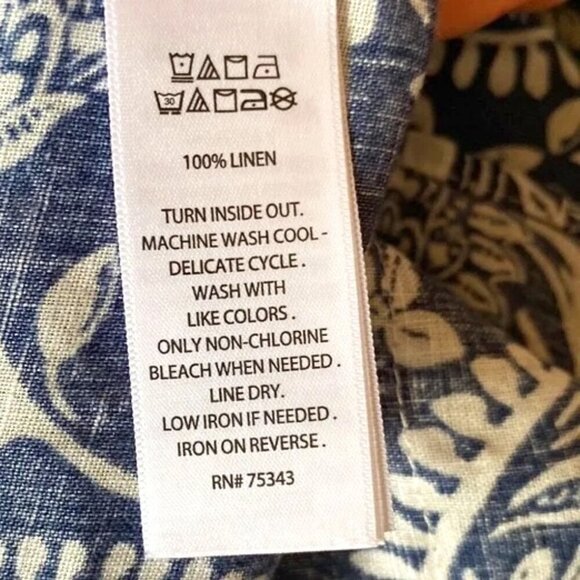 30
100% LINEN
TURN INSIDE OUT.
MACHINE WASH COOL -
DELICATE CYCLE .
WASH WITH
LIKE COLORS .
ONLY NON-CHLORINE
BLEACH WHEN NEEDED .
LINE DRY.
LOW IRON IF NEEDED .
IRON ON REVERSE .
RN# 75343